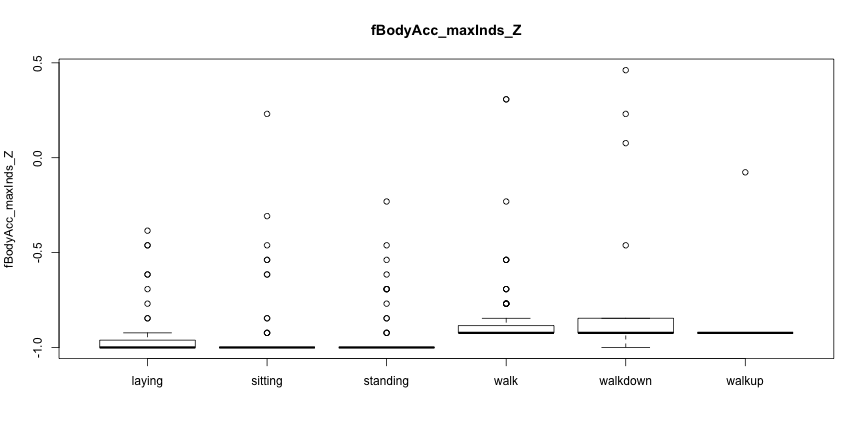 fBodyAcc_maxInds_Z
fBodyAcc_maxInds_Z
0.5
0.0
-0.5
-1.0
laying sitting standing walk walkdown walkup